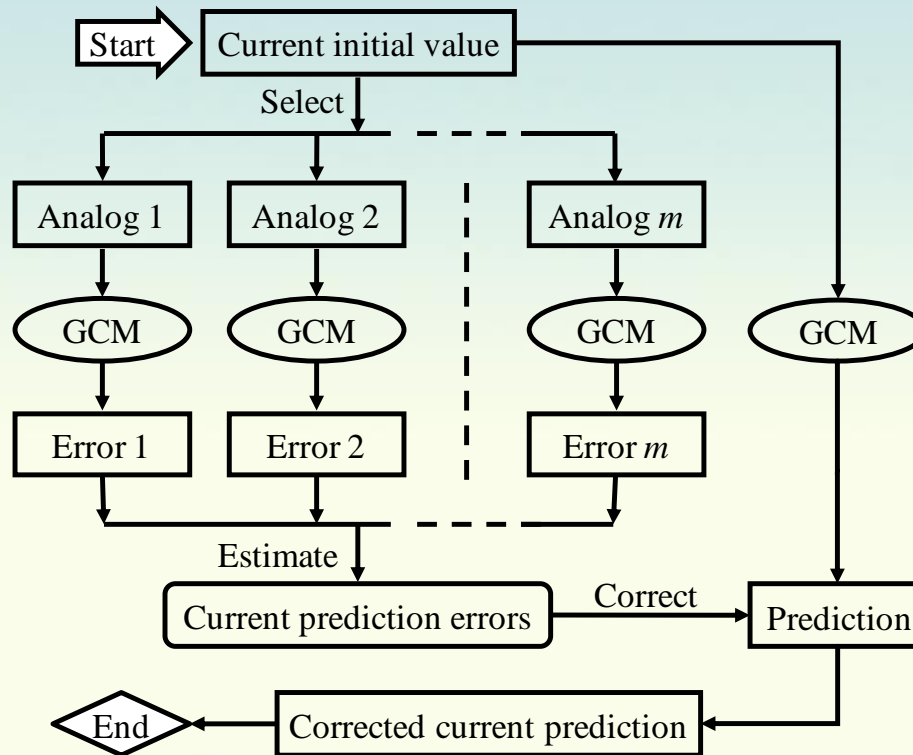 Start
Current initial value
Select
Analog 1
Analog 2
Analog m
GCM
GCM
GCM
GCM
Error 1
Error 2
Error m
Estimate
Current prediction errors
Correct
Prediction
End
Corrected current prediction